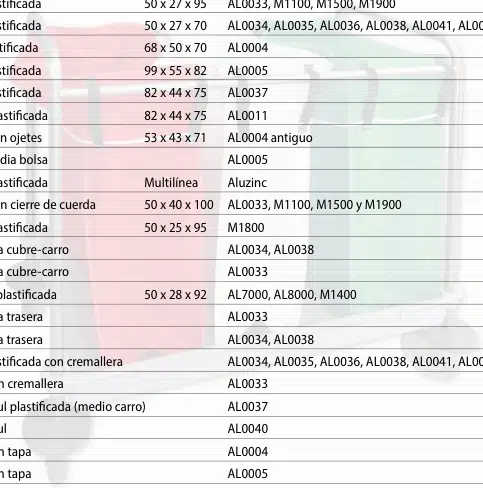 stificada 50 x 27 x 95 AL0033, M1100, M1500, M1900
stificada 50 x 27 x 70 AL0034, AL0035, AL0036, AL0038, AL0041, AL00
tificada 68 x 50 x 70 AL0004
stificada 99 x 55 x 82 AL0005
stificada 82 x 44 x 75 AL0037
astificada 82 x 44 x 75 AL0011
n ojetes 53 x 43 x 71 AL0004 antiguo
dia bolsa AL0005
astificada Multilínea Aluzinc
n cierre de cuerda 50 x 40 x 100 AL0033, M1100, M1500 y M1900
astificada 50 x 25 x 95 M1800
a cubre-carro AL0034, AL0038
a cubre-carro AL0033
plastificada 50 x 28 x 92 AL7000, AL8000, M1400
a trasera AL0033
a trasera AL0034, AL0038
stificada con cremallera AL0034, AL0035, AL0036, AL0038, AL0041, AL00
n cremallera AL0033
ul plastificada (medio carro) AL0037
ul AL0040
n tapa AL0004
n tapa AL0005